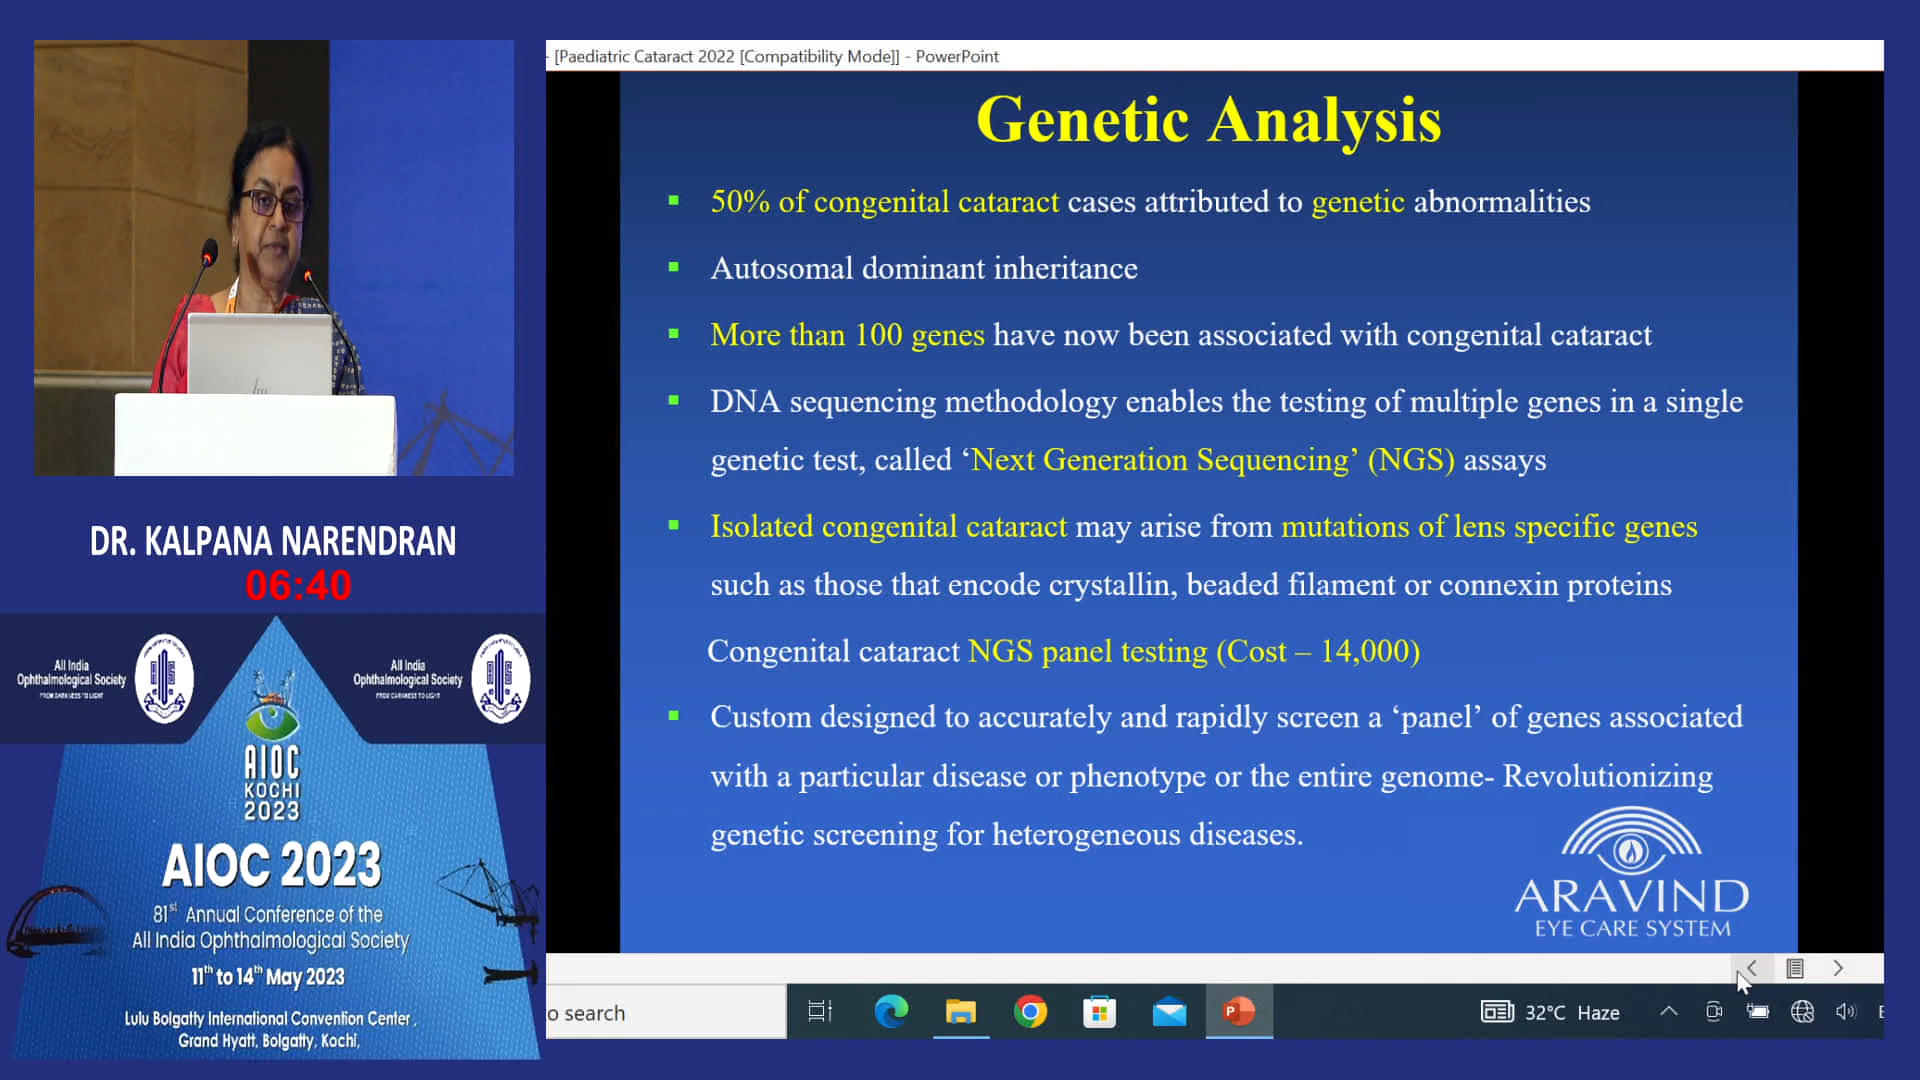 - [Paediatric Cataract 2022 [Compatibility Mode]] - PowerPoint
Genetic Analysis
50% of congenital cataract cases attributed to genetic abnormalities
Autosomal dominant inheritance
More than 100 genes have now been associated with congenital cataract
DNA sequencing methodology enables the testing of multiple genes in a single
genetic test, called ‘Next Generation Sequencing’ (NGS) assays
Isolated congenital cataract may arise from mutations of lens specific genes
such as those that encode crystallin, beaded filament or connexin proteins
Congenital cataract NGS panel testing (Cost – 14,000)
Custom designed to accurately and rapidly screen a ‘panel’ of genes associated
with a particular disease or phenotype or the entire genome- Revolutionizing
genetic screening for heterogeneous diseases.
ARAVIND
EYE CARE SYSTEM
o search
32°C Haze
DR. KALPANA NARENDRAN
06:40
All India
Ophthalmological Society
FROM DARKNESS TO LIGHT
All India
Ophthalmological Society
FROM DARKNESS TO LIGHT
AIOC
KOCHI
2023
AIOC 2023
81st Annual Conference of the
All India Ophthalmological Society
11th to 14th May 2023
Lulu Bolgatty International Convention Center ,
Grand Hyatt, Bolgatty, Kochi,